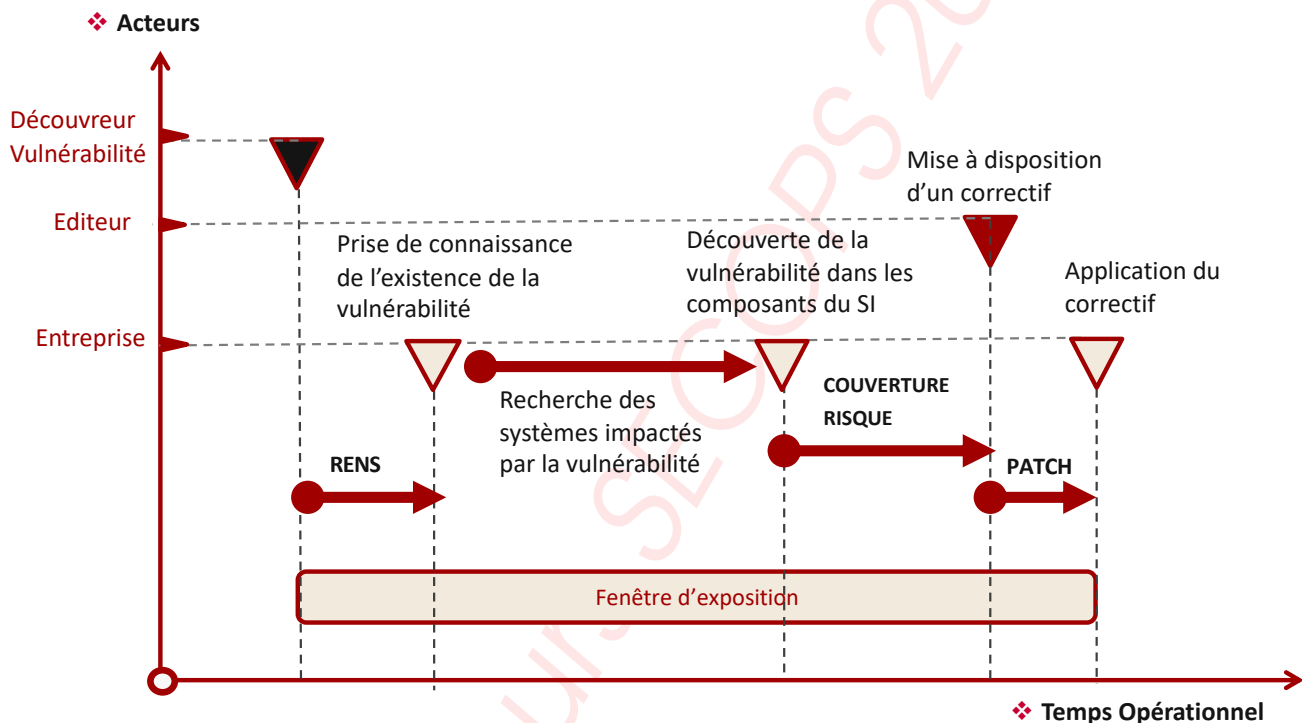 ❖ Acteurs
Découvreur
Vulnérabilité
Editeur
Entreprise
Prise de connaissance
de l’existence de la
vulnérabilité
Découverte de la
vulnérabilité dans les
composants du SI
Mise à disposition
d’un correctif
Application du
correctif
Recherche des
systèmes impactés
par la vulnérabilité
COUVERTURE
RISQUE
RENS
PATCH
Fenêtre d’exposition
❖ Temps Opérationnel
SECOPS